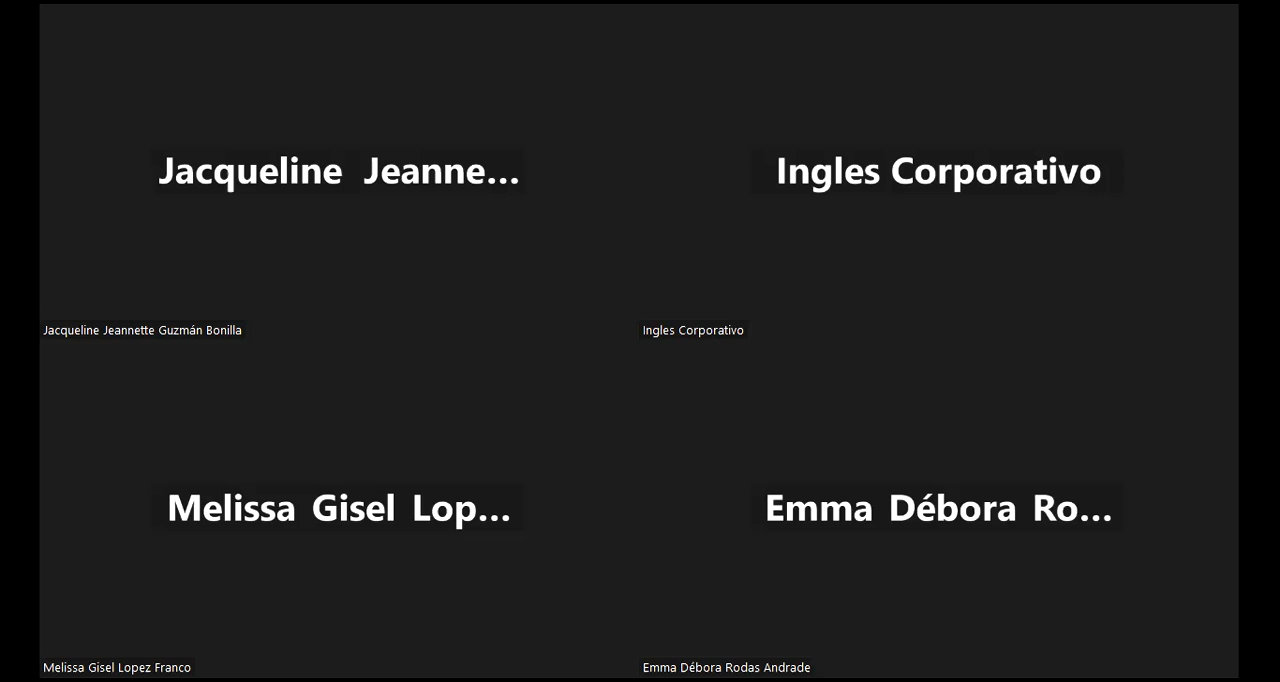 Jacqueline Jeanne...
Ingles Corporativo
Jacqueline Jeannette Guzmán Bonilla
Ingles Corporativo
Melissa Gisel Lop...
Emma Débora Ro...
Melissa Gisel Lopez Franco
Emma Débora Rodas Andrade